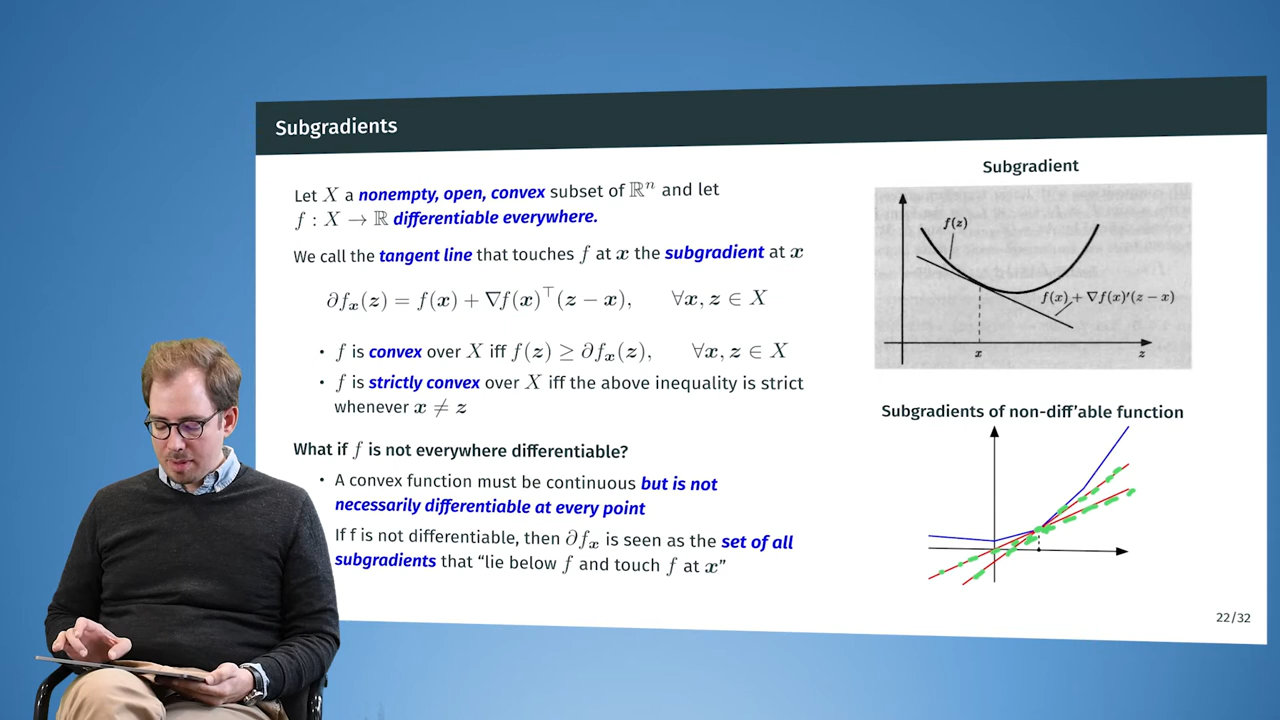 Subgradients
Let X a nonempty, open, convex subset of ℝⁿ and let
f : X → ℝ differentiable everywhere.
We call the tangent line that touches f at x the subgradient at x
∂fₓ(z) = f(x) + ∇f(x)⊤(z − x), ∀x, z ∈ X
• f is convex over X iff f(z) ≥ ∂fₓ(z), ∀x, z ∈ X
• f is strictly convex over X iff the above inequality is strict
whenever x ≠ z
What if f is not everywhere differentiable?
• A convex function must be continuous but is not
necessarily differentiable at every point
If f is not differentiable, then ∂fₓ is seen as the set of all
subgradients that “lie below f and touch f at x”
Subgradient
f(z)
f(x) + ∇f(x)′(z − x)
x
z
Subgradients of non-diff’able function
22/32